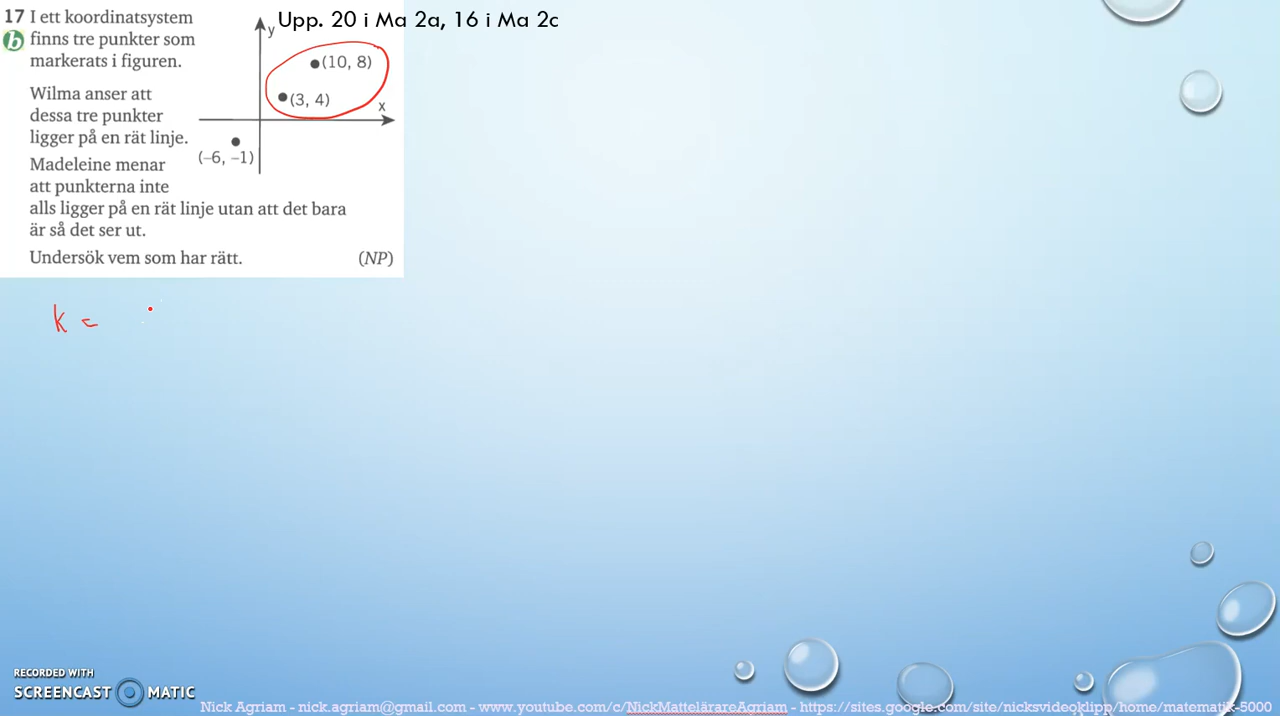 Upp. 20 i Ma 2a, 16 i Ma 2c
17 I ett koordinatsystem
b finns tre punkter som
markerats i figuren.
Wilma anser att
dessa tre punkter
ligger på en rät linje.
Madeleine menar
att punkterna inte
alls ligger på en rät linje utan att det bara
är så det ser ut.
Undersök vem som har rätt. (NP)
y
(10, 8)
(3, 4)
x
(–6, –1)
k =
RECORDED WITH
SCREENCAST MATIC
Nick Agriam - nick.agriam@gmail.com - www.youtube.com/c/NickMattelärareAgriam - https://sites.google.com/site/nicksvideoklipp/home/matematik-5000